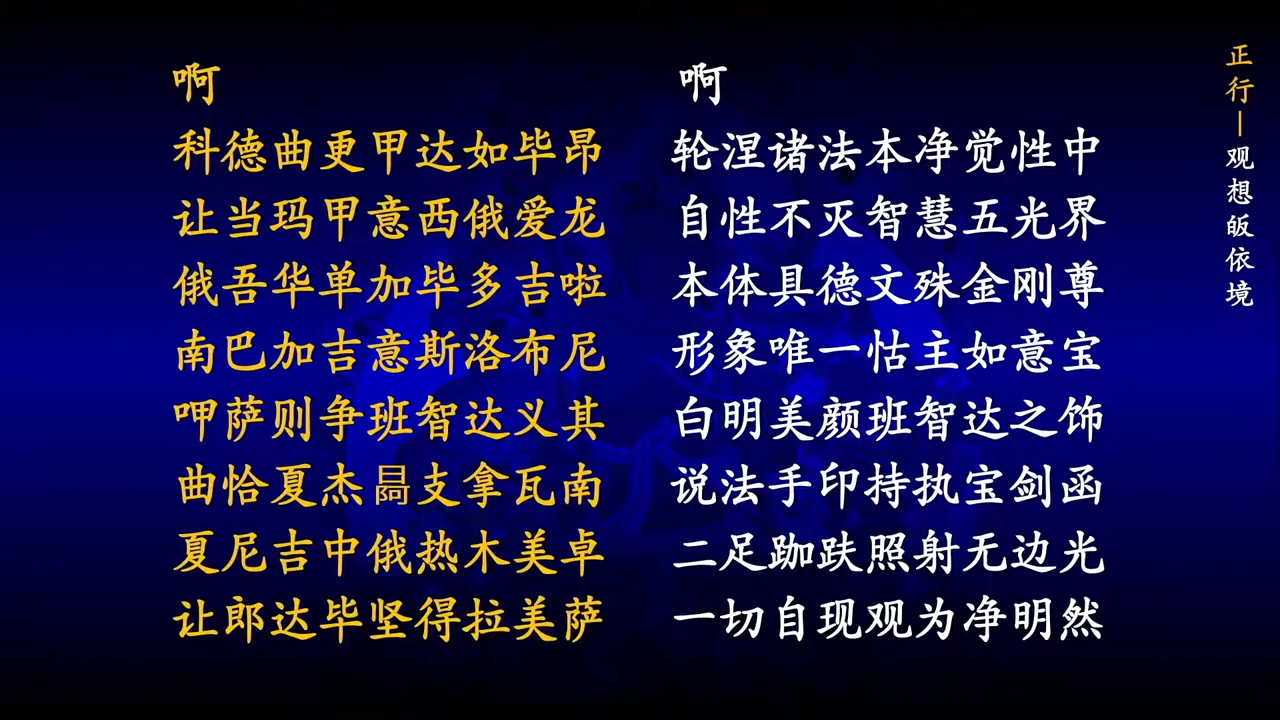 啊
科德曲更甲达如毕昂
让当玛甲意西俄爱龙
俄吾华单加毕多吉啦
南巴加吉意斯洛布尼
呷萨则争班智达义其
曲恰夏杰曷支拿瓦南
夏尼吉中俄热木美卓
让郎达毕坚得拉美萨
啊
轮涅诸法本净觉性中
自性不灭智慧五光界
本体具德文殊金刚尊
形象唯一怙主如意宝
白明美颜班智达之饰
说法手印持执宝剑函
二足跏趺照射无边光
一切自现观为净明然
正行—观想皈依境